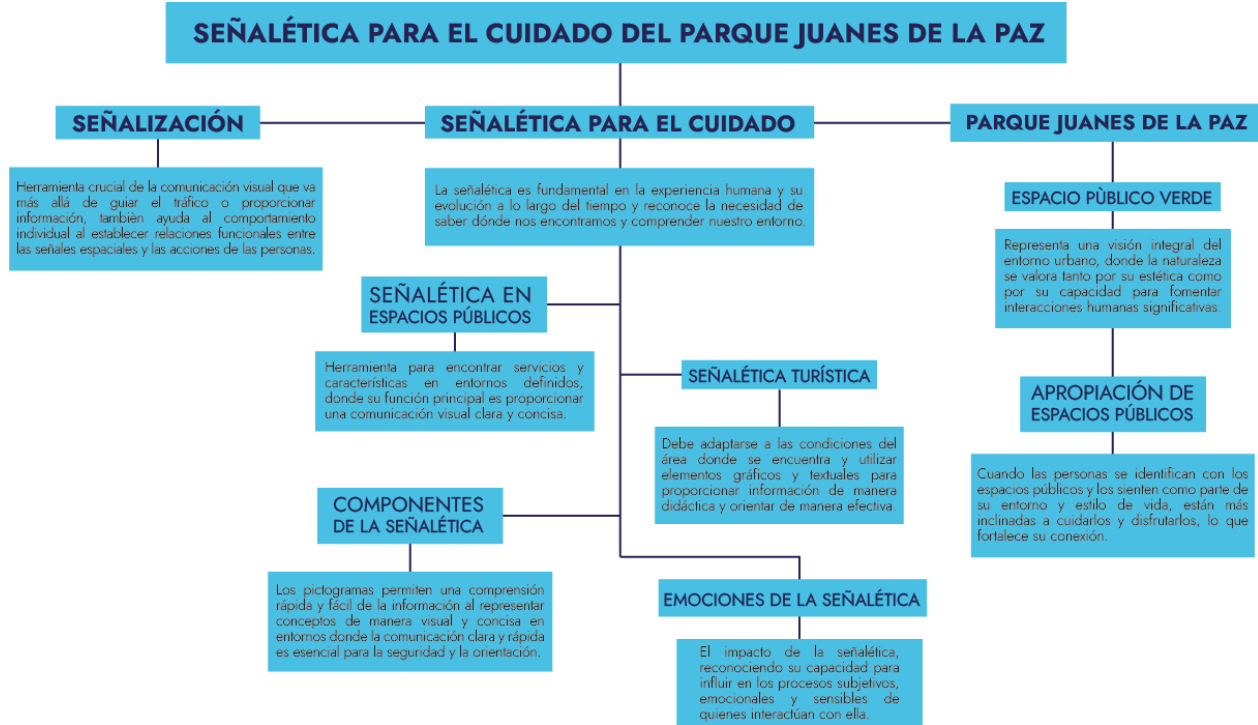 SEÑALÉTICA PARA EL CUIDADO DEL PARQUE JUANES DE LA PAZ
SEÑALIZACIÓN
Herramienta crucial de la comunicación visual que va
más allá de guiar el tráfico o proporcionar
información, tambièn ayuda al comportamiento
individual al establecer relaciones funcionales entre
las señales espaciales y las acciones de las personas.
SEÑALÉTICA PARA EL CUIDADO
La señalética es fundamental en la experiencia humana y su
evolución a lo largo del tiempo y reconoce la necesidad de
saber dónde nos encontramos y comprender nuestro entorno.
SEÑALÉTICA EN
ESPACIOS PÚBLICOS
Herramienta para encontrar servicios y
características en entornos definidos,
donde su función principal es proporcionar
una comunicación visual clara y concisa.
SEÑALÉTICA TURÍSTICA
Debe adaptarse a las condiciones del
área donde se encuentra y utilizar
elementos gráficos y textuales para
proporcionar información de manera
didáctica y orientar de manera efectiva.
COMPONENTES
DE LA SEÑALÉTICA
Los pictogramas permiten una comprensión
rápida y fácil de la información al representar
conceptos de manera visual y concisa en
entornos donde la comunicación clara y rápida
es esencial para la seguridad y la orientación.
EMOCIONES DE LA SEÑALÉTICA
El impacto de la señalética,
reconociendo su capacidad para
influir en los procesos subjetivos,
emocionales y sensibles de
quienes interactúan con ella.
PARQUE JUANES DE LA PAZ
ESPACIO PÙBLICO VERDE
Representa una visión integral del
entorno urbano, donde la naturaleza
se valora tanto por su estética como
por su capacidad para fomentar
interacciones humanas significativas.
APROPIACIÓN DE
ESPACIOS PÚBLICOS
Cuando las personas se identifican con los
espacios públicos y los sienten como parte de
su entorno y estilo de vida, están más
inclinadas a cuidarlos y disfrutarlos, lo que
fortalece su conexión.